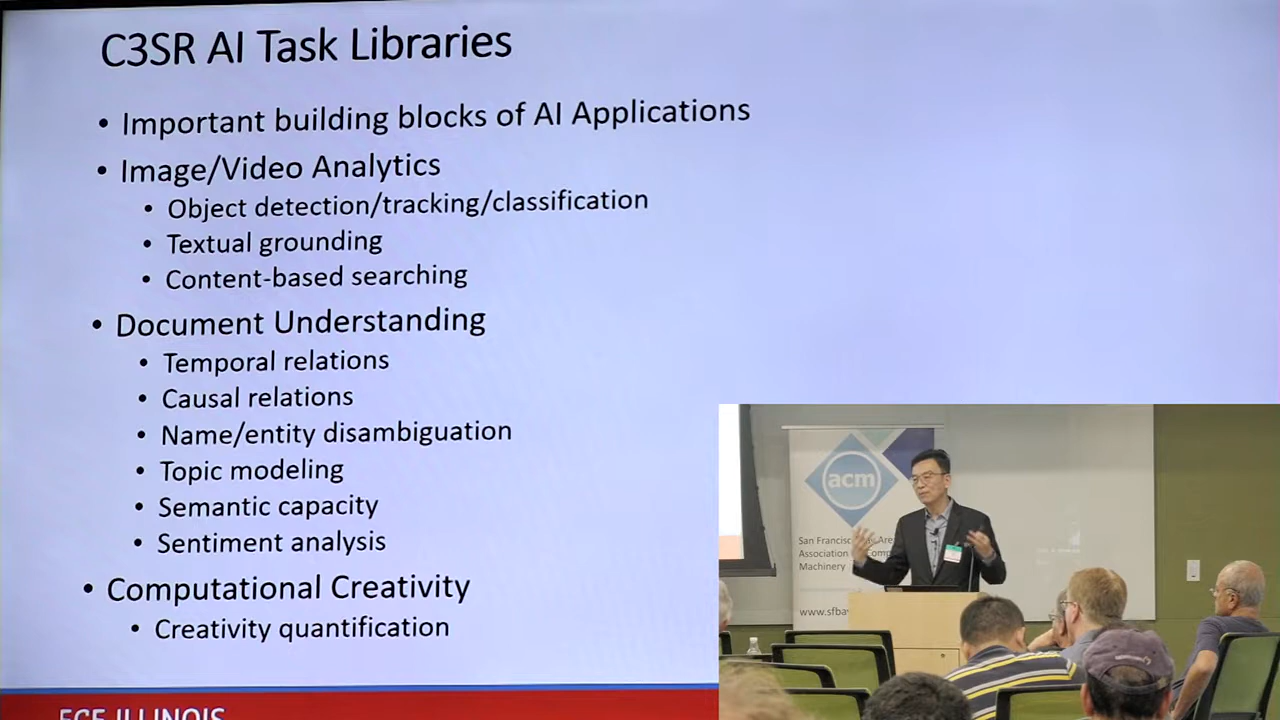 C3SR AI Task Libraries
• Important building blocks of AI Applications
• Image/Video Analytics
• Object detection/tracking/classification
• Textual grounding
• Content-based searching
• Document Understanding
• Temporal relations
• Causal relations
• Name/entity disambiguation
• Topic modeling
• Semantic capacity
• Sentiment analysis
• Computational Creativity
• Creativity quantification
ECE ILLINOIS
acm
San Francisco
Association
Machinery
www.sfba